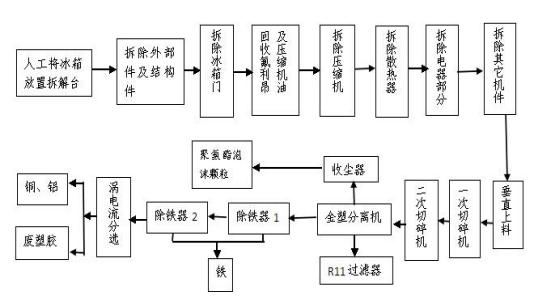 人工将冰箱
放置拆解台
拆除外部
件及结构
件
拆除冰箱门
回收氟利昂
及压缩机油
拆除压缩机
拆除散热器
拆除电器部分
拆除其它机件
垂直上料
一次切碎机
二次切碎机
金塑分离机
收尘器
聚氨酯泡
沫颗粒
R11过滤器
除铁器1
除铁器2
铁
涡电流分选
铜、铝
废塑胶